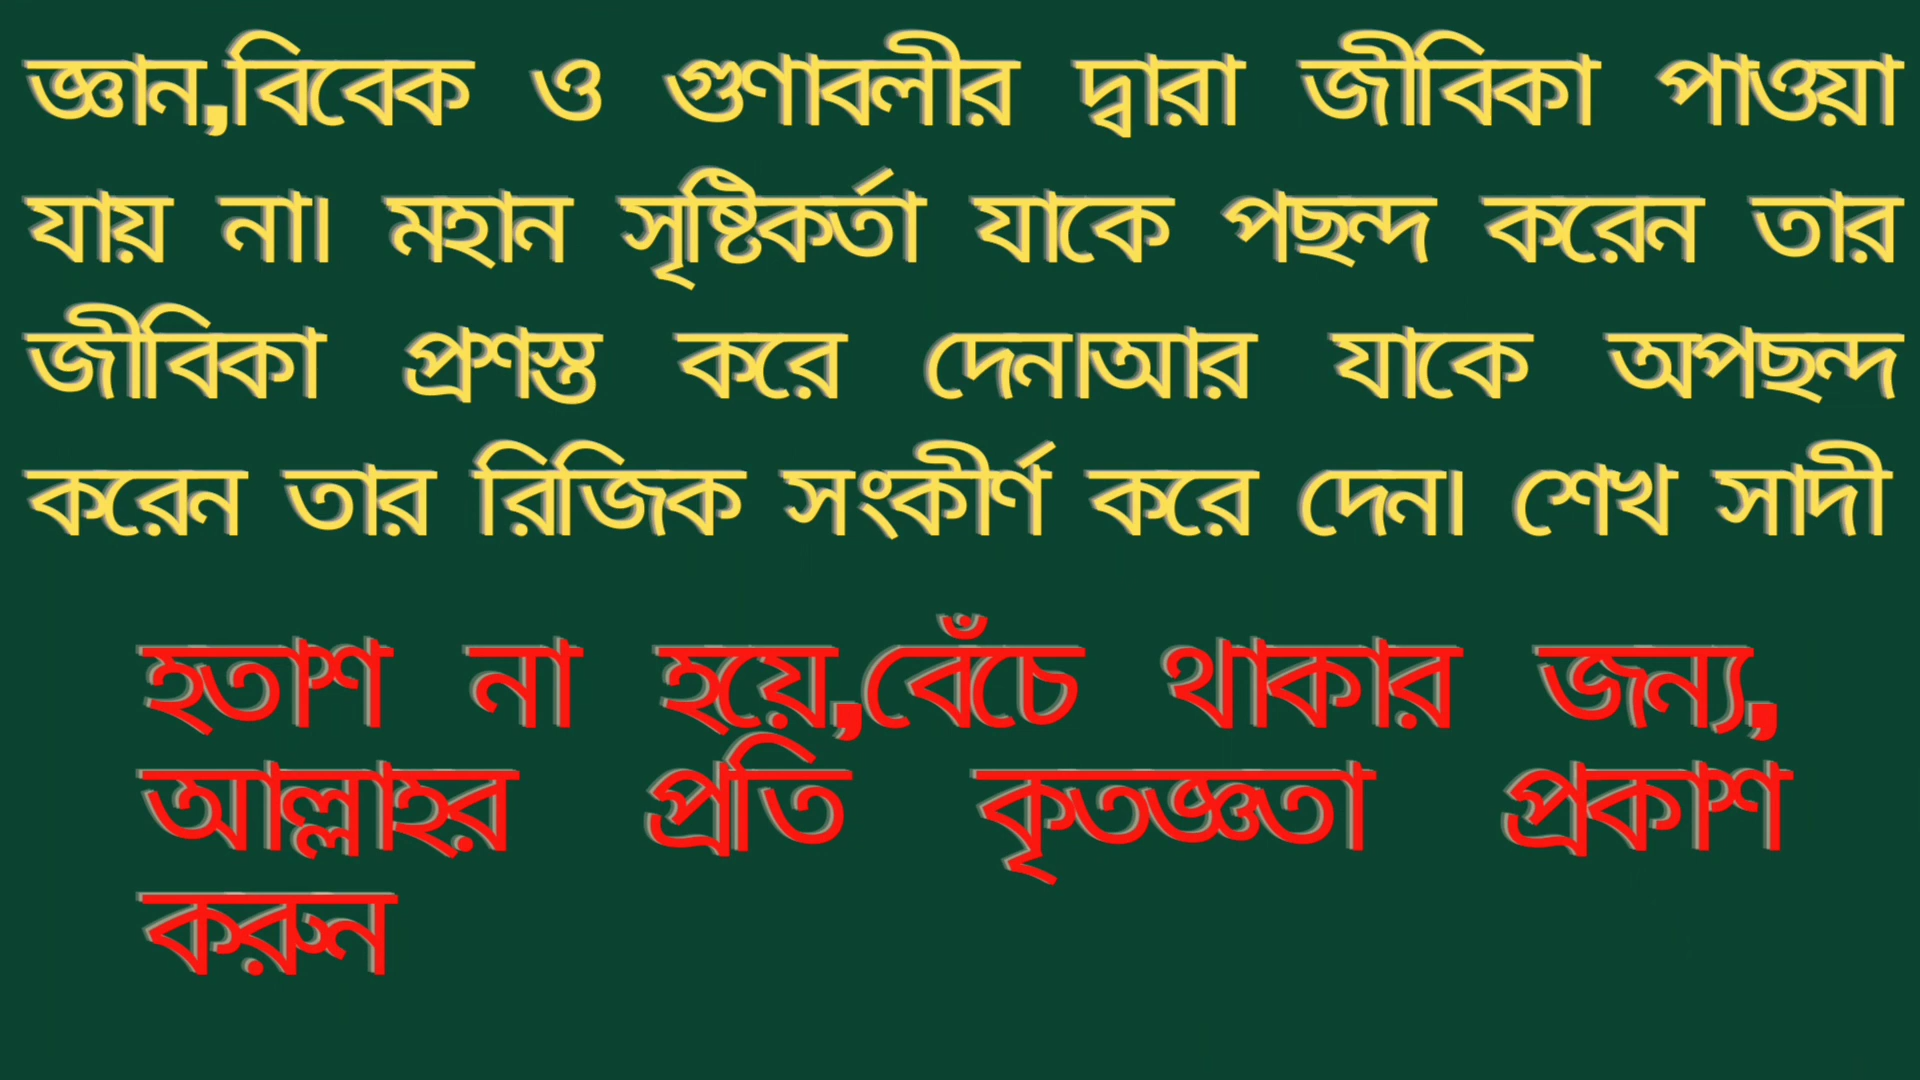 জ্ঞান,বিবেক ও গুণাবলীর দ্বারা জীবিকা পাওয়া
যায় না। মহান সৃষ্টিকর্তা যাকে পছন্দ করেন তার
জীবিকা প্রশস্ত করে দেন।আর যাকে অপছন্দ
করেন তার রিজিক সংকীর্ণ করে দেন। শেখ সাদী
হতাশ না হয়ে,বেঁচে থাকার জন্য,
আল্লাহর প্রতি কৃতজ্ঞতা প্রকাশ
করুন